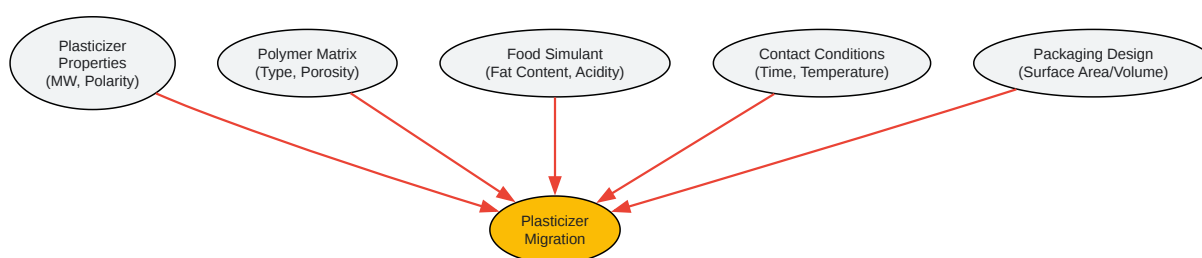 Plasticizer
Properties
(MW, Polarity)
Polymer Matrix
(Type, Porosity)
Food Simulant
(Fat Content, Acidity)
Contact Conditions
(Time, Temperature)
Packaging Design
(Surface Area/Volume)
Plasticizer
Migration